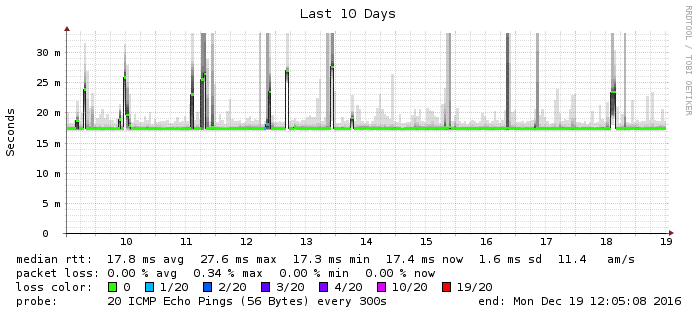 Last 10 Days
RRDTOOL / TOBI OETIKER
Seconds
30 m
25 m
20 m
15 m
10 m
5 m
0
10 11 12 13 14 15 16 17 18 19
median rtt: 17.8 ms avg 27.6 ms max 17.3 ms min 17.4 ms now 1.6 ms sd 11.4 am/s
packet loss: 0.00 % avg 0.34 % max 0.00 % min 0.00 % now
loss color: 0 1/20 2/20 3/20 4/20 10/20 19/20
probe: 20 ICMP Echo Pings (56 Bytes) every 300s end: Mon Dec 19 12:05:08 2016